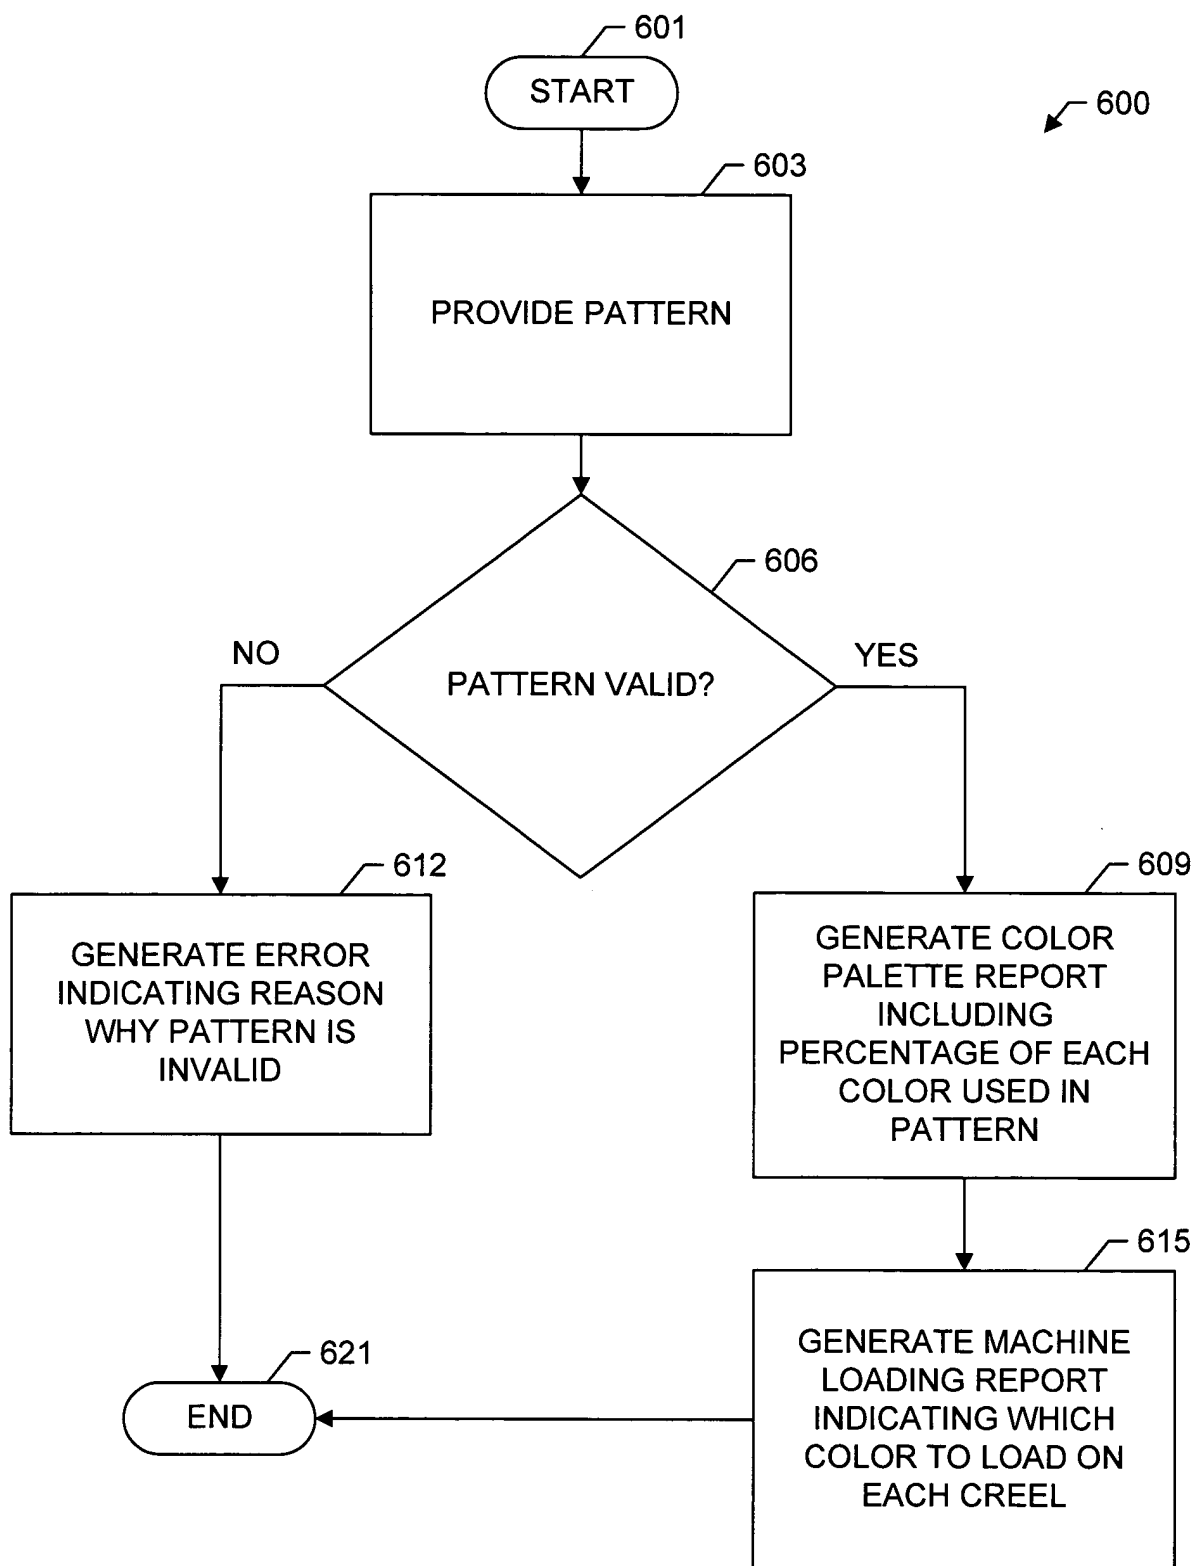 601
START
600
603
PROVIDE PATTERN
606
NO
YES
PATTERN VALID?
612
GENERATE ERROR
INDICATING REASON
WHY PATTERN IS
INVALID
609
GENERATE COLOR
PALETTE REPORT
INCLUDING
PERCENTAGE OF EACH
COLOR USED IN
PATTERN
615
GENERATE MACHINE
LOADING REPORT
INDICATING WHICH
COLOR TO LOAD ON
EACH CREEL
621
END